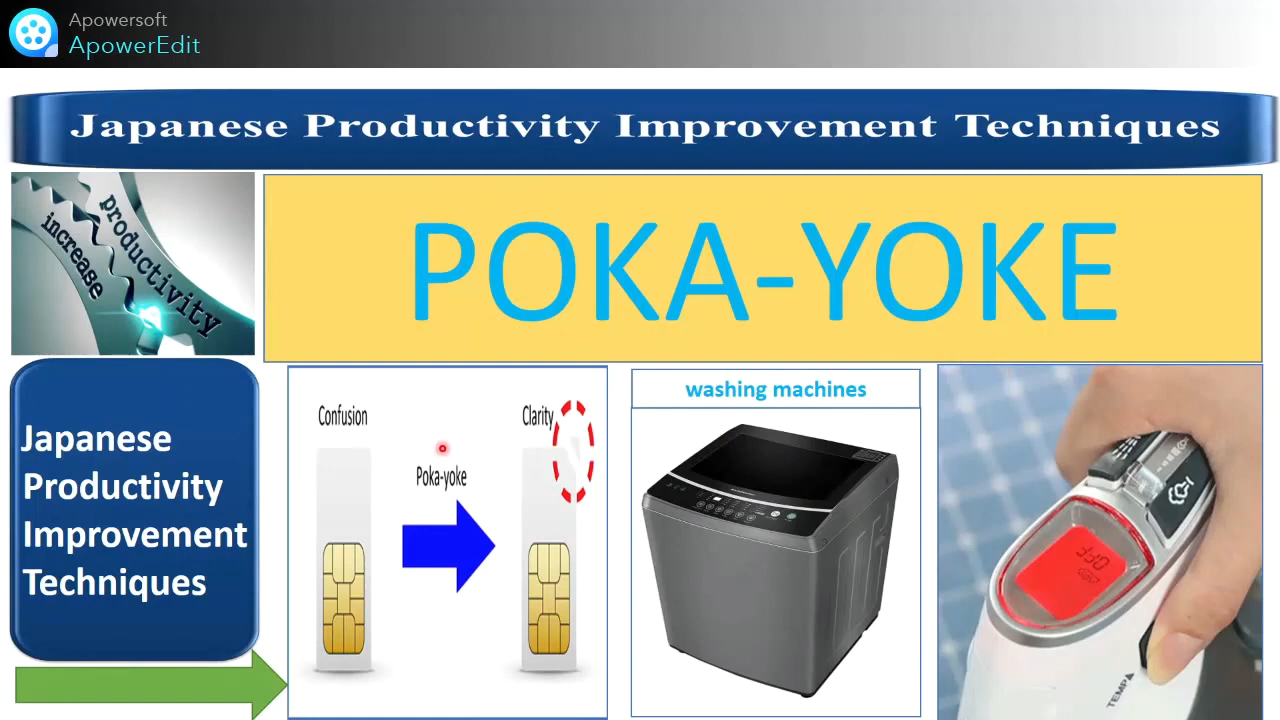 Apowersoft
ApowerEdit
Japanese Productivity Improvement Techniques
increase
productivity
POKA-YOKE
Japanese
Productivity
Improvement
Techniques
Confusion
Poka-yoke
Clarity
washing machines
OFF
TEMP